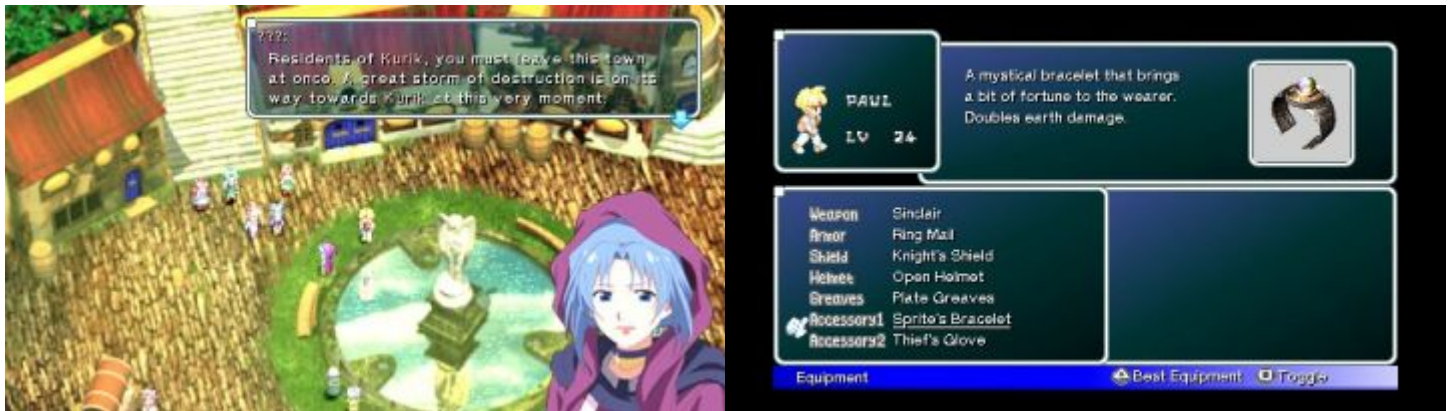 ???:
Residents of Kurik, you must leave this town
at once. A great storm of destruction is on its
way towards Kurik at this very moment.
PAUL
LV 24
A mystical bracelet that brings
a bit of fortune to the wearer.
Doubles earth damage.
Weapon Sinclair
Armor Ring Mail
Shield Knight's Shield
Helmet Open Helmet
Greaves Plate Greaves
Accessory1 Sprite's Bracelet
Accessory2 Thief's Glove
Equipment Best Equipment Toggle